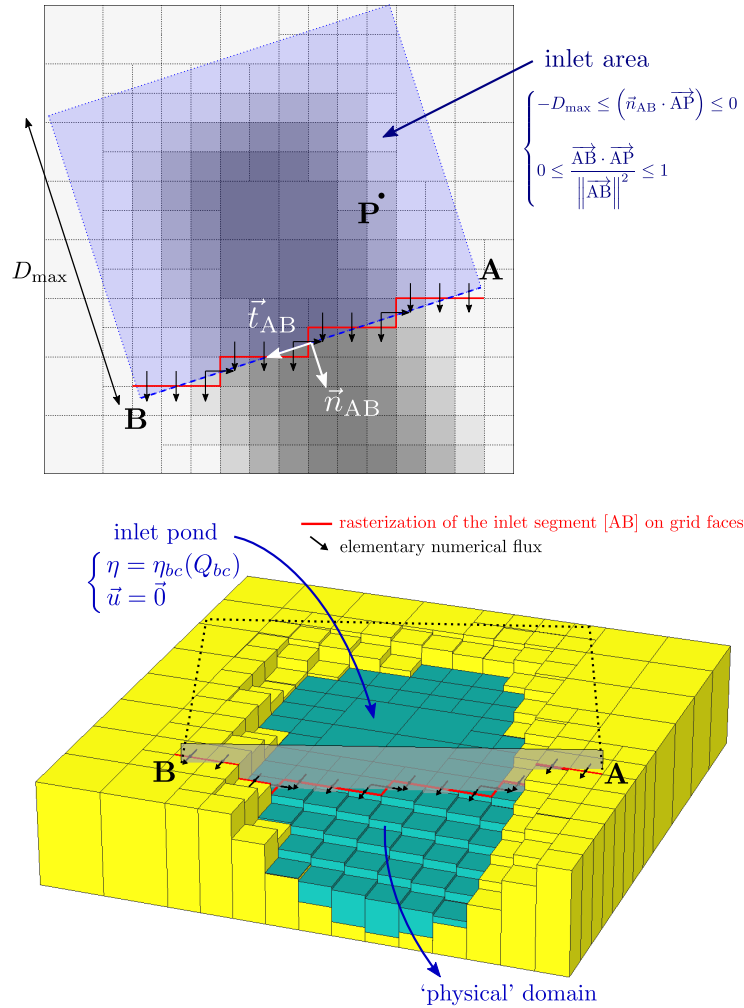 inlet area
−D_max ≤ (n⃗_AB · AP⃗) ≤ 0
0 ≤ (AB⃗ · AP⃗) / ‖AB⃗‖² ≤ 1
P
D_max
A
t⃗_AB
n⃗_AB
B
rasterization of the inlet segment [AB] on grid faces
elementary numerical flux
inlet pond
η = η_bc(Q_bc)
u⃗ = 0⃗
B
A
‘physical’ domain